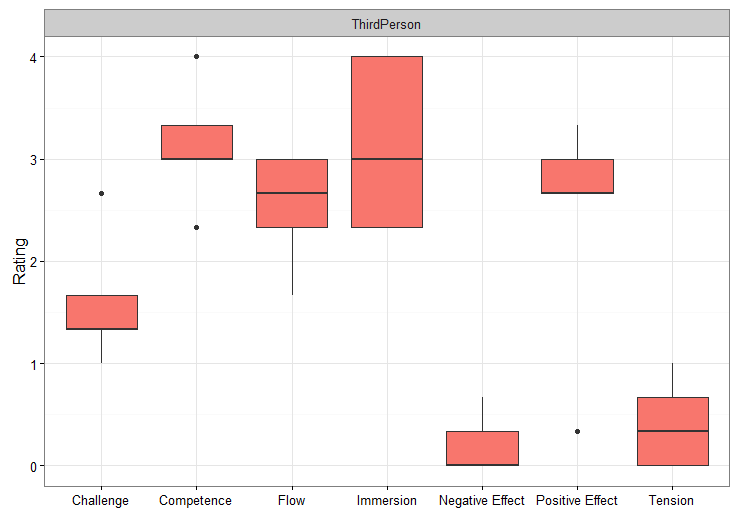 ThirdPerson
Rating
4
3
2
1
0
Challenge Competence Flow Immersion Negative Effect Positive Effect Tension